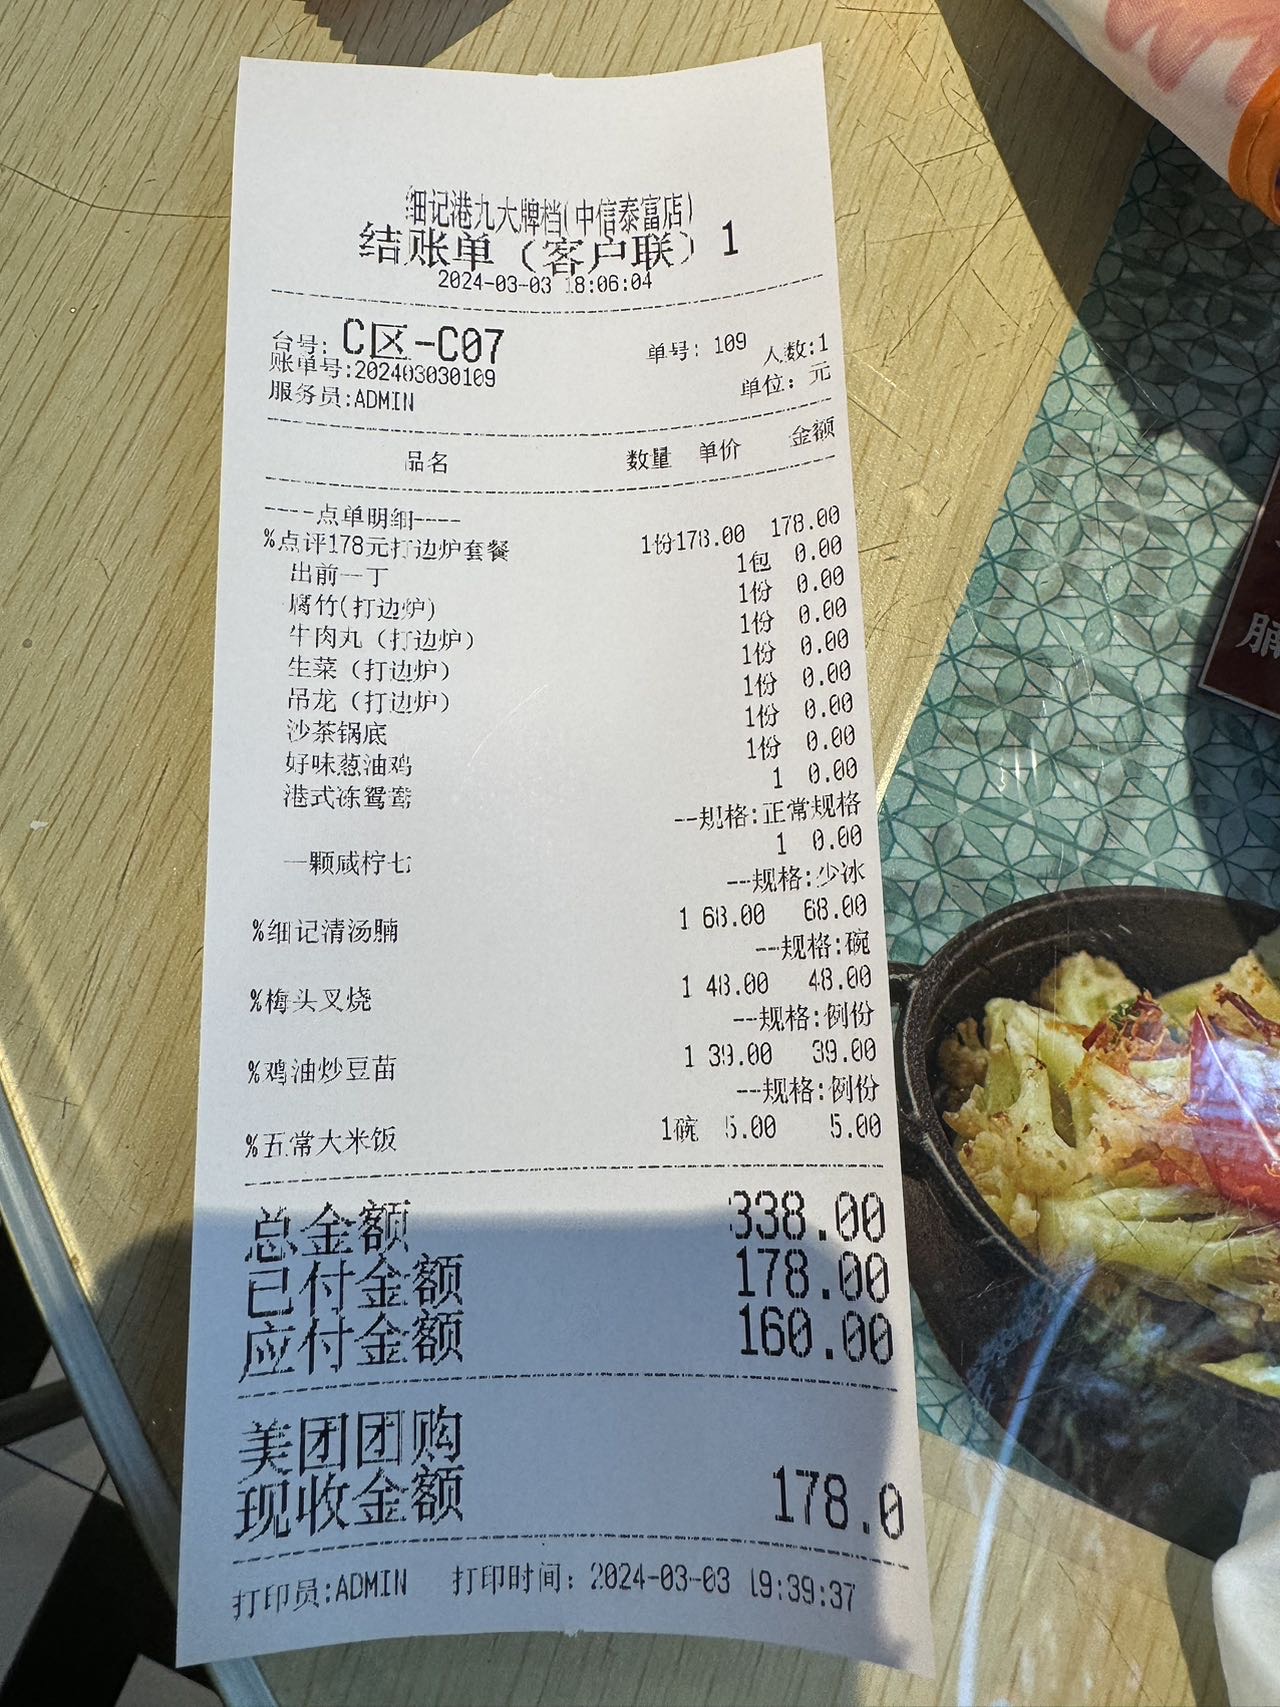 细记港九大牌档(中信泰富店)
结账单（客户联）1
2024-03-03 18:06:04
台号: C区-C07 单号: 109 人数:1
账单号:202403030109 单位: 元
服务员:ADMIN
品名 数量 单价 金额
----点单明细----
%点评178元打边炉套餐 1份178.00 178.00
出前一丁 1包 0.00
腐竹(打边炉) 1份 0.00
牛肉丸（打边炉） 1份 0.00
生菜（打边炉） 1份 0.00
吊龙（打边炉） 1份 0.00
沙茶锅底 1份 0.00
好味葱油鸡 1份 0.00
港式冻鸳鸯 1 0.00
--规格:正常规格
一颗咸柠七 1 0.00
--规格:少冰
%细记清汤腩 1 68.00 68.00
--规格:碗
%梅头叉烧 1 48.00 48.00
--规格:例份
%鸡油炒豆苗 1 39.00 39.00
--规格:例份
%五常大米饭 1碗 5.00 5.00
总金额 338.00
已付金额 178.00
应付金额 160.00
美团团购
现收金额 178.0
打印员:ADMIN 打印时间: 2024-03-03 19:39:37
腩